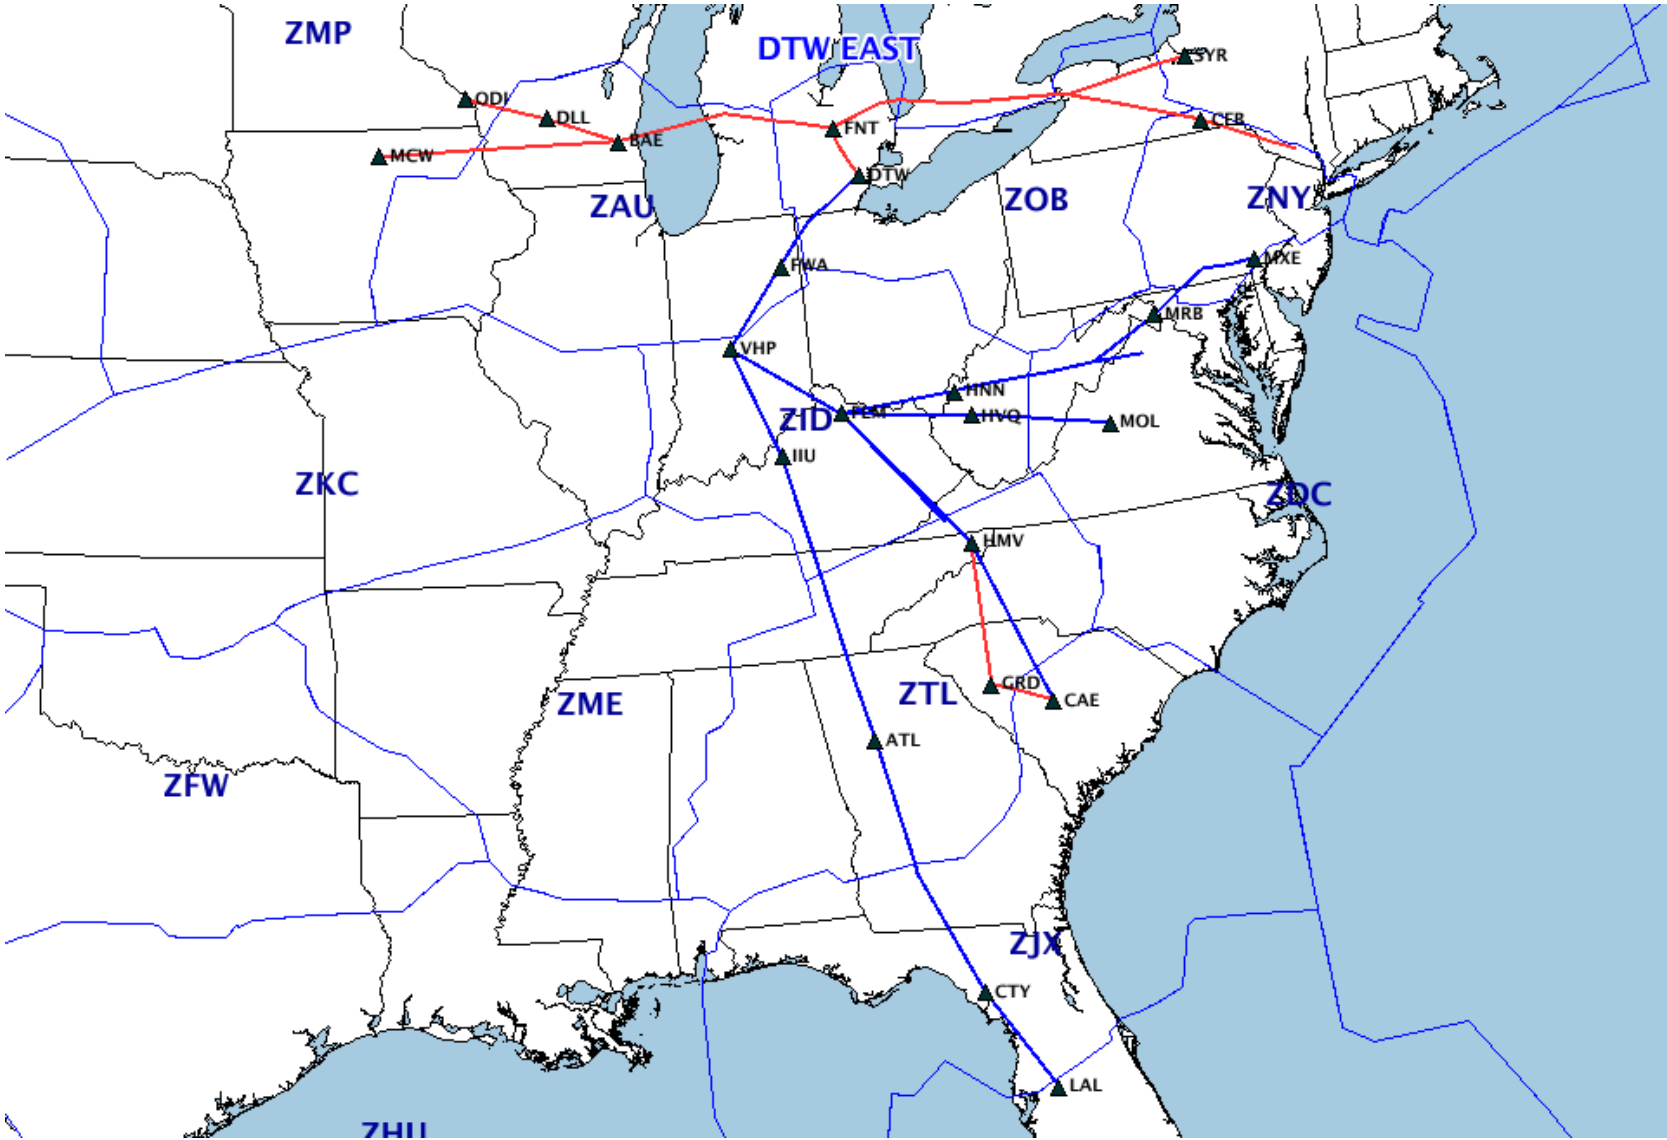 ZMP
DTW EAST
SYR
ODI
DLL
CFB
FNT
BAE
MCW
DTW
ZAU
ZOB
ZNY
MXE
FWA
MRB
VHP
HNN
FLM
HVQ
ZID
MOL
IIU
ZKC
ZDC
HMV
GRD
ZTL
CAE
ZME
ATL
ZFW
ZJX
CTY
LAL
ZHU